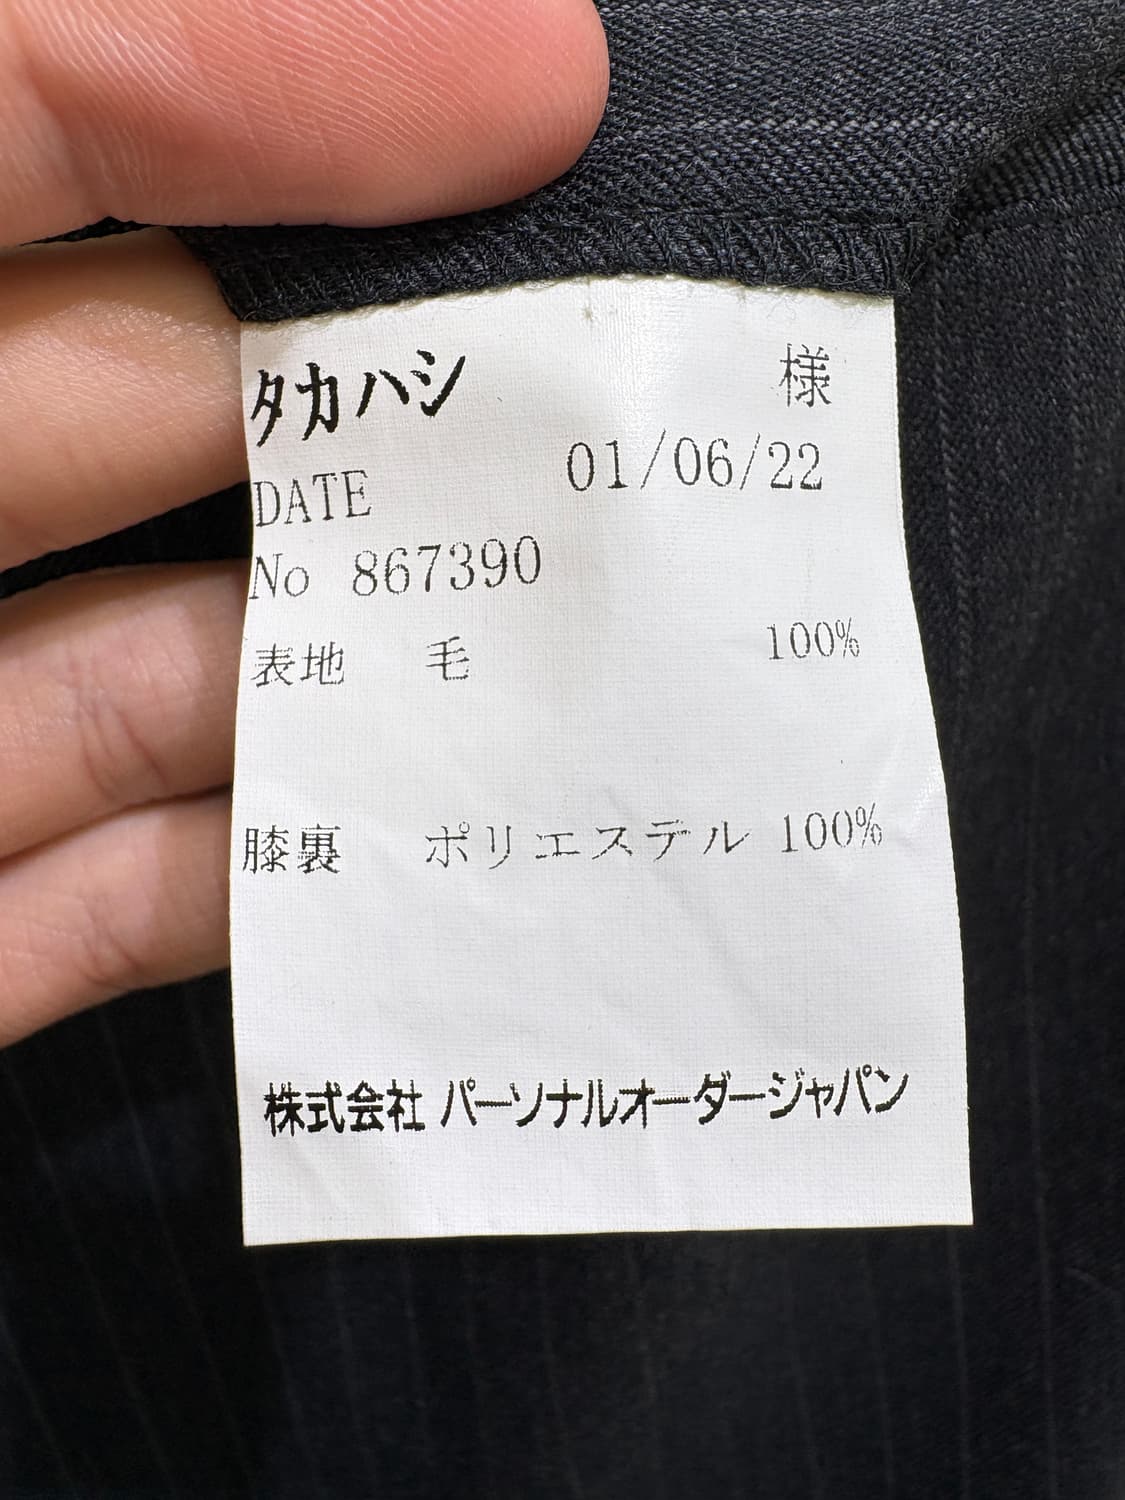 タカハシ 様
DATE 01/06/22
No 867390
表地 毛 100%
膝裏 ポリエステル 100%
株式会社 パーソナルオーダージャパン